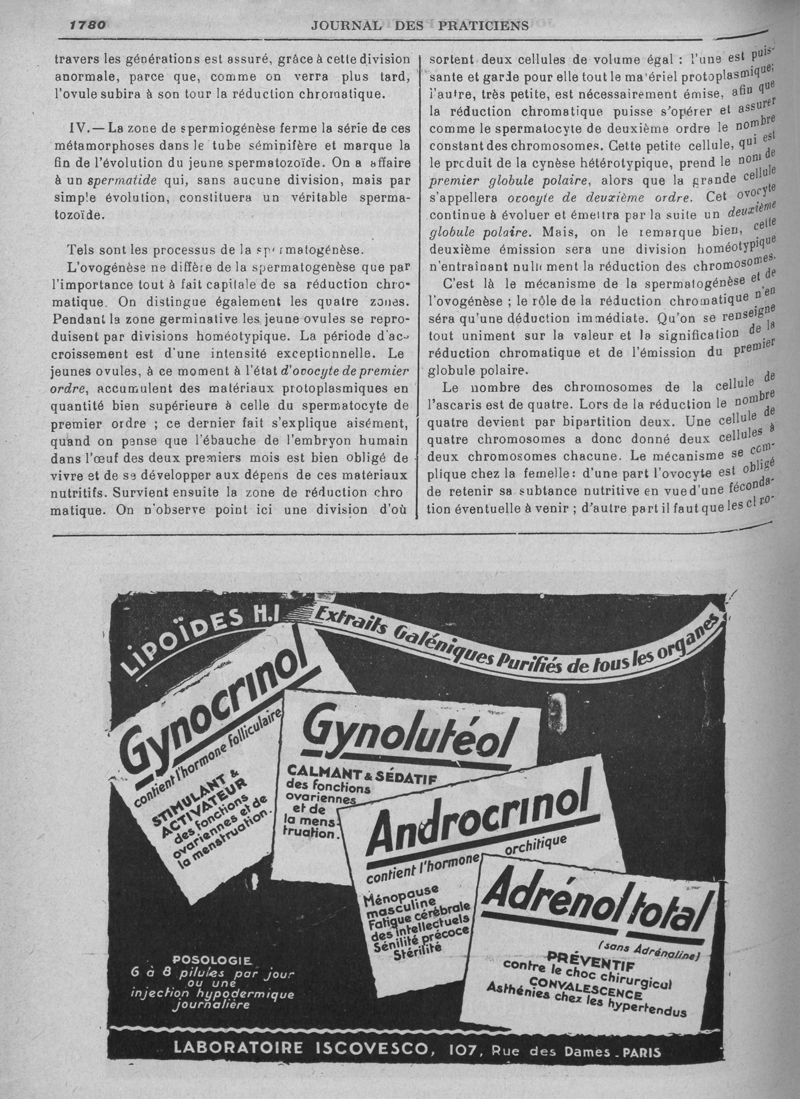 1780
JOURNAL DES PRATICIENS
travers les générations est assuré, grâce à cette division
anormale, parce que, comme on verra plus tard,
l'ovule subira à son tour la réduction chromatique.
IV. — La zone de spermiogénèse ferme la série de ces
métamorphoses dans le tube séminifère et marque la
fin de l'évolution du jeune spermatozoïde. On a affaire
à un spermatide qui, sans aucune division, mais par
simple évolution, constituera un véritable sperma-
tozoïde.
Tels sont les processus de la spermatogénèse.
L'ovogénèse ne diffère de la spermatogenèse que par
l'importance tout à fait capitale de sa réduction chro-
matique. On distingue également les quatre zones.
Pendant la zone germinative les jeune ovules se repro-
duisent par divisions homéotypique. La période d'ac-
croissement est d'une intensité exceptionnelle. Le
jeunes ovules, à ce moment à l'état d'ovocyte de premier
ordre, accumulent des matériaux protoplasmiques en
quantité bien supérieure à celle du spermatocyte de
premier ordre ; ce dernier fait s'explique aisément,
quand on pense que l'ébauche de l'embryon humain
dans l'œuf des deux premiers mois est bien obligé de
vivre et de se développer aux dépens de ces matériaux
nutritifs. Survient ensuite la zone de réduction chro
matique. On n'observe point ici une division d'où
sortent deux cellules de volume égal : l'une est puis-
sante et garde pour elle tout le matériel protoplasmique;
l'autre, très petite, est nécessairement émise, afin que
la réduction chromatique puisse s'opérer et assurer
comme le spermatocyte de deuxième ordre le nombre
constant des chromosomes. Cette petite cellule, qui est
le produit de la cynèse hétérotypique, prend le nom de
premier globule polaire, alors que la grande cellule
s'appellera ovocyte de deuxième ordre. Cet ovocyte
continue à évoluer et émettra par la suite un deuxième
globule polaire. Mais, on le remarque bien, cette
deuxième émission sera une division homéotypique
n'entrainant nullement la réduction des chromosomes.
C'est là le mécanisme de la spermatogénèse et de
l'ovogénèse ; le rôle de la réduction chromatique n'en
séra qu'une déduction immédiate. Qu'on se renseigne
tout uniment sur la valeur et la signification de la
réduction chromatique et de l'émission du premier
globule polaire.
Le nombre des chromosomes de la cellule de
l'ascaris est de quatre. Lors de la réduction le nombre
quatre devient par bipartition deux. Une cellule de
quatre chromosomes a donc donné deux cellules à
deux chromosomes chacune. Le mécanisme se com-
plique chez la femelle: d'une part l'ovocyte est obligé
de retenir sa subtance nutritive en vue d'une féconda-
tion éventuelle à venir ; d'autre part il faut que les chro-
LIPOÏDES H.I
Extraits Galéniques Purifiés de tous les organes
Gynocrinol
contient l'hormone folliculaire
STIMULANT &
ACTIVATEUR
des fonctions
ovariennes et de
la menstruation.
Gynolutéol
CALMANT & SÉDATIF
des fonctions
ovariennes
et de
la mens-
truation.
Androcrinol
contient l'hormone orchitique
Ménopause
masculine
Fatigue cérébrale
des intellectuels
Sénilité précoce
Stérilité
Adrénol total
(sans Adrénaline)
PRÉVENTIF
contre le choc chirurgical
CONVALESCENCE
Asthénies chez les hypertendus
POSOLOGIE
6 à 8 pilules par jour
ou une
injection hypodermique
journalière
LABORATOIRE ISCOVESCO, 107, Rue des Dames - PARIS